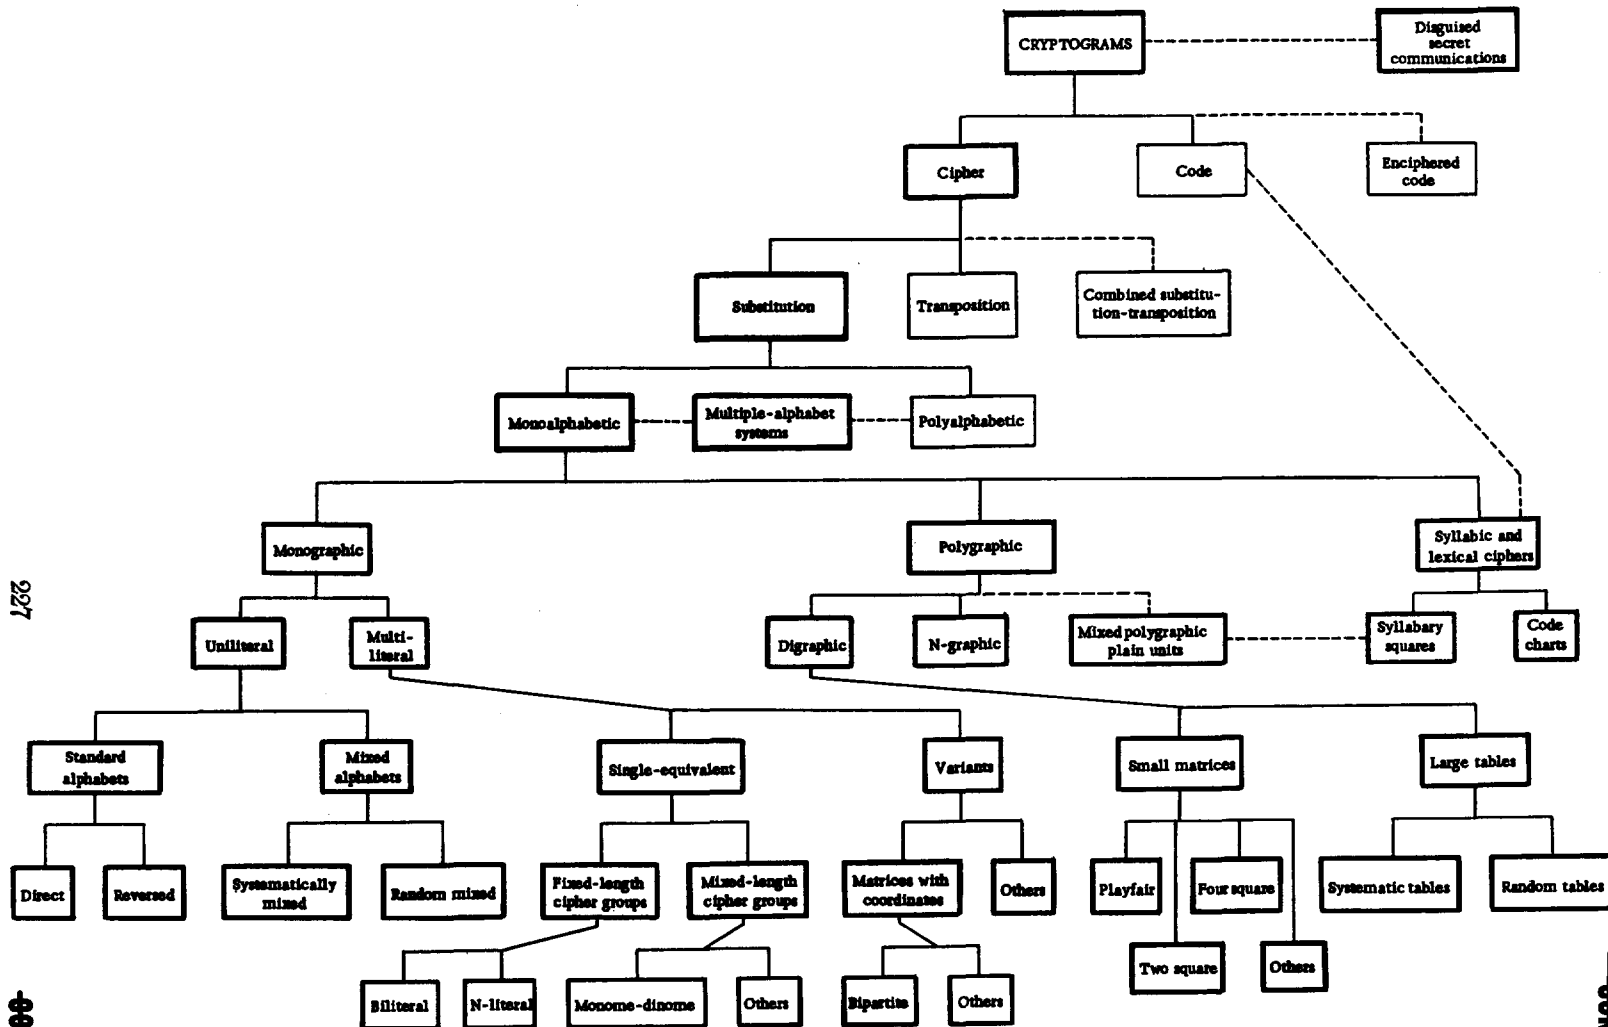 CRYPTOGRAMS
Disguised
secret
communications
Cipher
Code
Enciphered
code
Substitution
Transposition
Combined substitu-
tion-transposition
Monoalphabetic
Multiple-alphabet
systems
Polyalphabetic
Monographic
Polygraphic
Syllabic and
lexical ciphers
227
Uniliteral
Multi-
literal
Digraphic
N-graphic
Mixed polygraphic
plain units
Syllabary
squares
Code
charts
Standard
alphabets
Mixed
alphabets
Single-equivalent
Variants
Small matrices
Large tables
Direct
Reversed
Systematically
mixed
Random mixed
Fixed-length
cipher groups
Mixed-length
cipher groups
Matrices with
coordinates
Others
Playfair
Four square
Systematic tables
Random tables
Two square
Others
Biliteral
N-literal
Monome-dinome
Others
Bipartite
Others